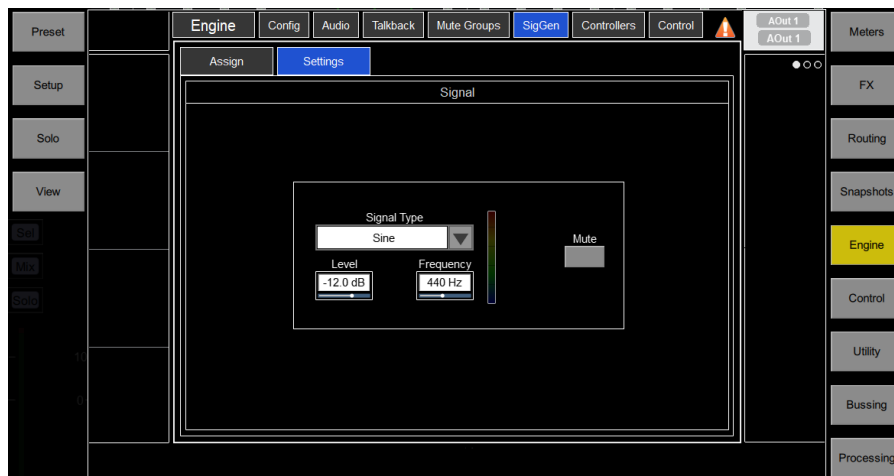 Preset
Setup
Solo
View
Sel
Mix
Solo
10
0
Engine
Config
Audio
Talkback
Mute Groups
SigGen
Controllers
Control
AOut 1
AOut 1
Assign
Settings
Signal
Signal Type
Sine
Level
Frequency
-12.0 dB
440 Hz
Mute
Meters
FX
Routing
Snapshots
Engine
Control
Utility
Bussing
Processing